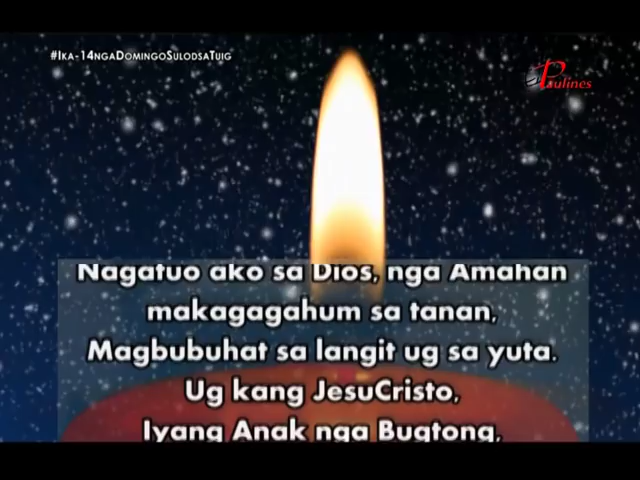 #Ika-14ngaDomingoSulodsaTuig
Paulines
Nagatuo ako sa Dios, nga Amahan
makagagahum sa tanan,
Magbubuhat sa langit ug sa yuta.
Ug kang JesuCristo,
Iyang Anak nga Bugtong,